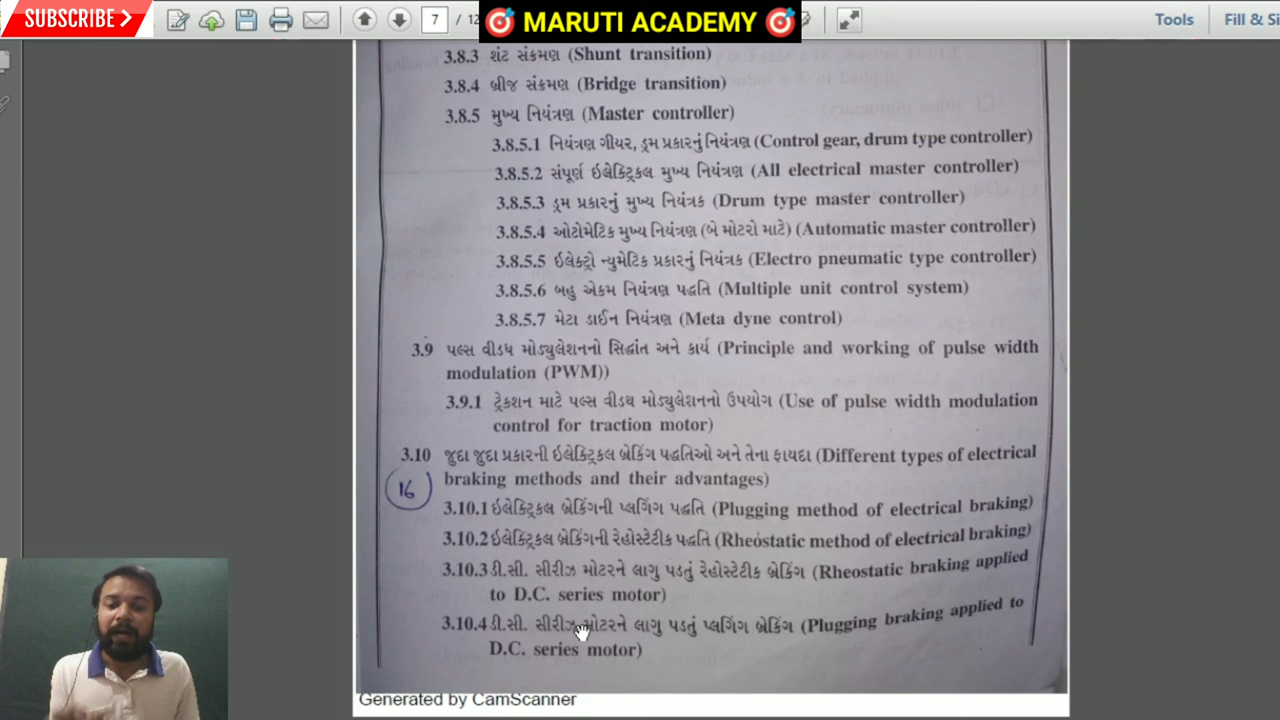 SUBSCRIBE
7 / 12
🎯 MARUTI ACADEMY 🎯
Tools
Fill & Si
3.8.3 શંટ સંક્રમણ (Shunt transition)
3.8.4 બ્રીજ સંક્રમણ (Bridge transition)
3.8.5 મુખ્ય નિયંત્રણ (Master controller)
3.8.5.1 નિયંત્રણ ગીયર, ડ્રમ પ્રકારનું નિયંત્રણ (Control gear, drum type controller)
3.8.5.2 સંપૂર્ણ ઇલેક્ટ્રિકલ મુખ્ય નિયંત્રણ (All electrical master controller)
3.8.5.3 ડ્રમ પ્રકારનું મુખ્ય નિયંત્રક (Drum type master controller)
3.8.5.4 ઓટોમેટિક મુખ્ય નિયંત્રણ (બે મોટરો માટે) (Automatic master controller)
3.8.5.5 ઇલેક્ટ્રો ન્યુમેટિક પ્રકારનું નિયંત્રક (Electro pneumatic type controller)
3.8.5.6 બહુ એકમ નિયંત્રણ પદ્ધતિ (Multiple unit control system)
3.8.5.7 મેટા ડાઈન નિયંત્રણ (Meta dyne control)
3.9 પલ્સ વીડથ મોડ્યુલેશનનો સિદ્ધાંત અને કાર્ય (Principle and working of pulse width
modulation (PWM))
3.9.1 ટ્રેકશન માટે પલ્સ વીડથ મોડ્યુલેશનનો ઉપયોગ (Use of pulse width modulation
control for traction motor)
3.10 જુદા જુદા પ્રકારની ઇલેક્ટ્રિકલ બ્રેકિંગ પદ્ધતિઓ અને તેના ફાયદા (Different types of electrical
braking methods and their advantages)
16
3.10.1 ઇલેક્ટ્રિકલ બ્રેકિંગની પ્લગિંગ પદ્ધતિ (Plugging method of electrical braking)
3.10.2 ઇલેક્ટ્રિકલ બ્રેકિંગની રેહોસ્ટેટીક પદ્ધતિ (Rheostatic method of electrical braking)
3.10.3 ડી.સી. સીરીઝ મોટરને લાગુ પડતું રેહોસ્ટેટીક બ્રેકિંગ (Rheostatic braking applied
to D.C. series motor)
3.10.4 ડી.સી. સીરીઝ મોટરને લાગુ પડતું પ્લગિંગ બ્રેકિંગ (Plugging braking applied to
D.C. series motor)
Generated by CamScanner